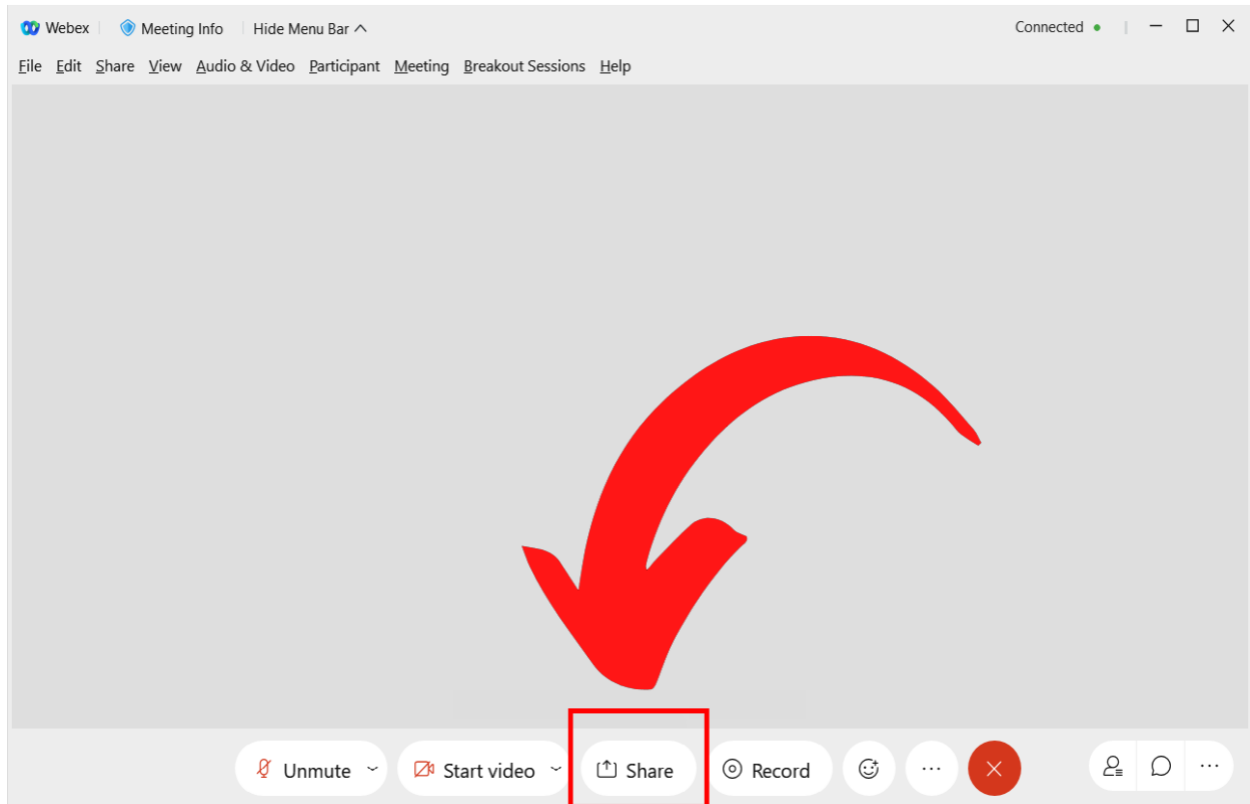 Webex Meeting Info Hide Menu Bar Connected
File Edit Share View Audio & Video Participant Meeting Breakout Sessions Help
Unmute Start video Share Record